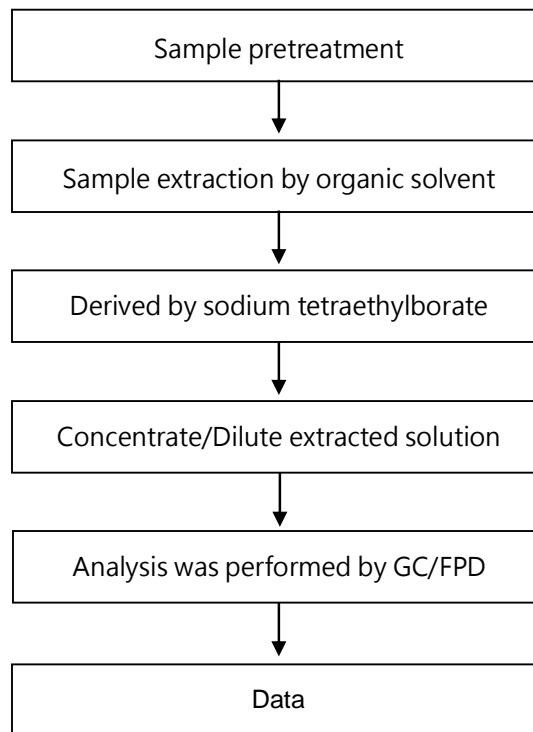 Sample pretreatment
Sample extraction by organic solvent
Derived by sodium tetraethylborate
Concentrate/Dilute extracted solution
Analysis was performed by GC/FPD
Data